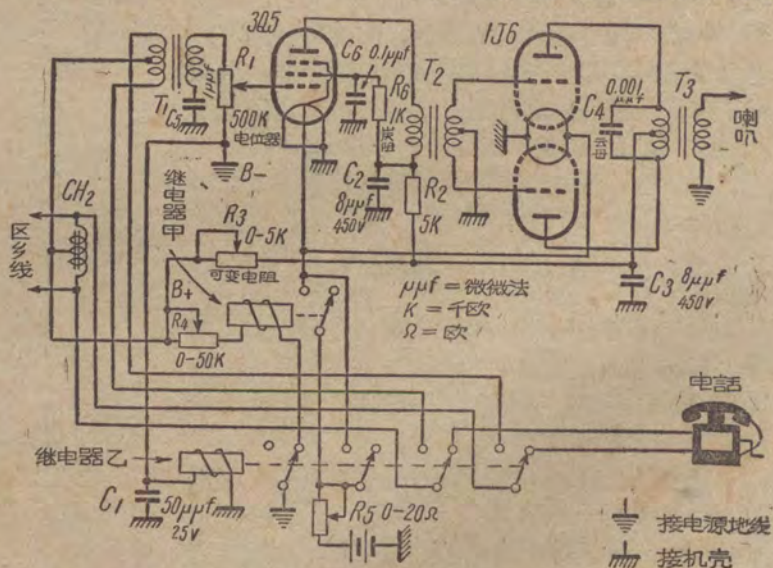 3Q5
1J6
C6
0.1μμf
T2
R6
1K
炭阻
T1
C5
1μμf
R1
500K
电位器
B-
C2
8μμf
450V
R2
5K
C4
0.001
μμf
云母
T3
喇叭
CH2
继电器甲
区乡线
R3
0-5K
可变电阻
B+
R4
0-50K
μμf=微微法
K=千欧
Ω=欧
C3
8μμf
450V
电话
继电器乙
C1
50μμf
25V
R5
0-20Ω
接电源地线
接机壳